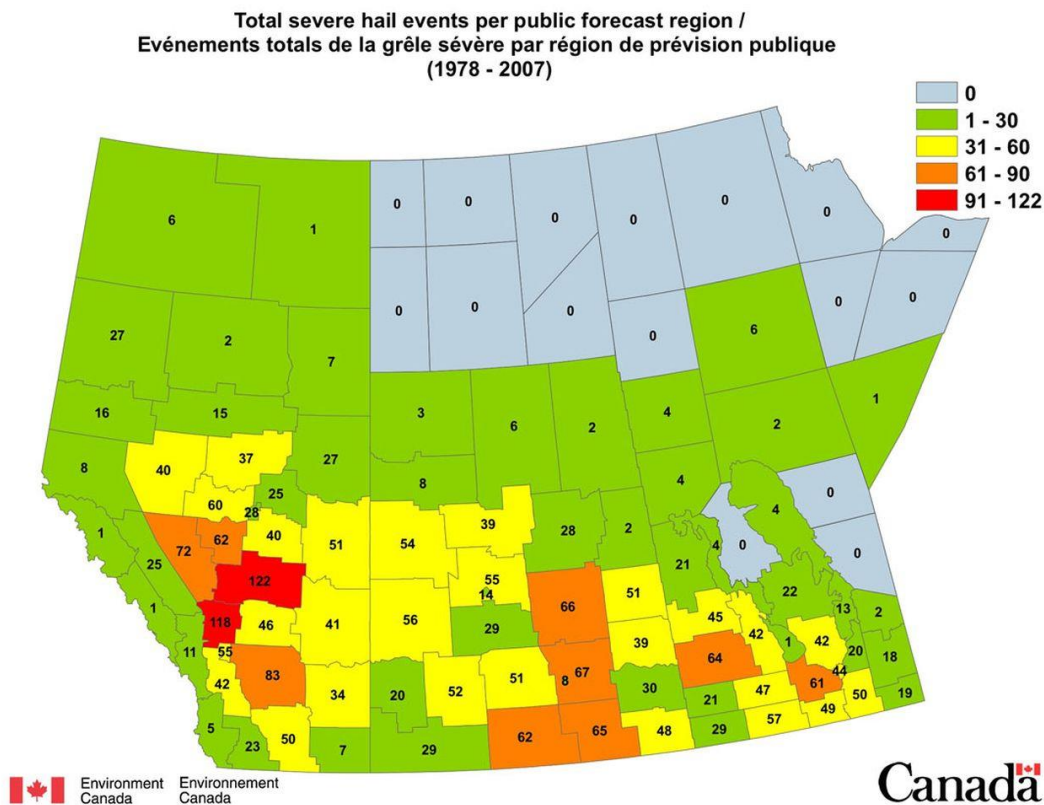 Total severe hail events per public forecast region /
Evénements totals de la grêle sévère par région de prévision publique
(1978 - 2007)
0
1 - 30
31 - 60
61 - 90
91 - 122
0 0 0 0 0 0 0
6 1
0 0 0 0 0 0 0
27 2 7 6
16 15 3 6 2 4 2 1
8 40 37 27 8 4 0
60 25 28 39 28 2 4
1 72 62 40 51 54 21 4 0 0
25 122 55 14 66 51 22 13 2
1 118 46 41 56 29 39 45 42 1 42 20 18
11 55 83 51 8 67 64 44
42 34 20 52 30 21 47 61 50 19
5 23 50 7 29 62 65 48 29 57 49
Environment
Canada
Environnement
Canada
Canada